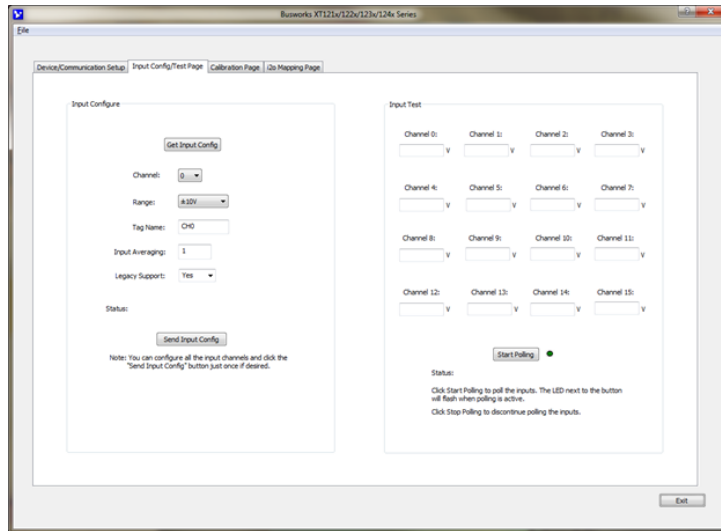 Busworks XT121x/122x/123x/124x Series
File
Device/Communication Setup Input Config/Test Page Calibration Page i2o Mapping Page
Input Configure
Get Input Config
Channel: 0
Range: ±10V
Tag Name: CH0
Input Averaging: 1
Legacy Support: Yes
Status:
Send Input Config
Note: You can configure all the input channels and click the
"Send Input Config" button just once if desired.
Input Test
Channel 0: Channel 1: Channel 2: Channel 3:
V V V V
Channel 4: Channel 5: Channel 6: Channel 7:
V V V V
Channel 8: Channel 9: Channel 10: Channel 11:
V V V V
Channel 12: Channel 13: Channel 14: Channel 15:
V V V V
Start Polling
Status:
Click Start Polling to poll the inputs. The LED next to the button
will flash when polling is active.
Click Stop Polling to discontinue polling the inputs.
Exit